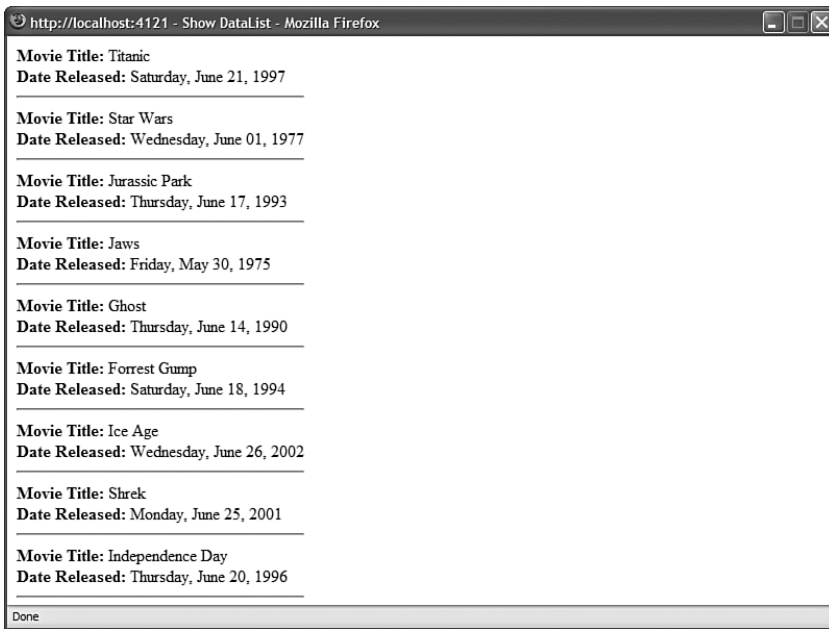 http://localhost:4121 - Show DataList - Mozilla Firefox
Movie Title: Titanic
Date Released: Saturday, June 21, 1997
Movie Title: Star Wars
Date Released: Wednesday, June 01, 1977
Movie Title: Jurassic Park
Date Released: Thursday, June 17, 1993
Movie Title: Jaws
Date Released: Friday, May 30, 1975
Movie Title: Ghost
Date Released: Thursday, June 14, 1990
Movie Title: Forrest Gump
Date Released: Saturday, June 18, 1994
Movie Title: Ice Age
Date Released: Wednesday, June 26, 2002
Movie Title: Shrek
Date Released: Monday, June 25, 2001
Movie Title: Independence Day
Date Released: Thursday, June 20, 1996
Done